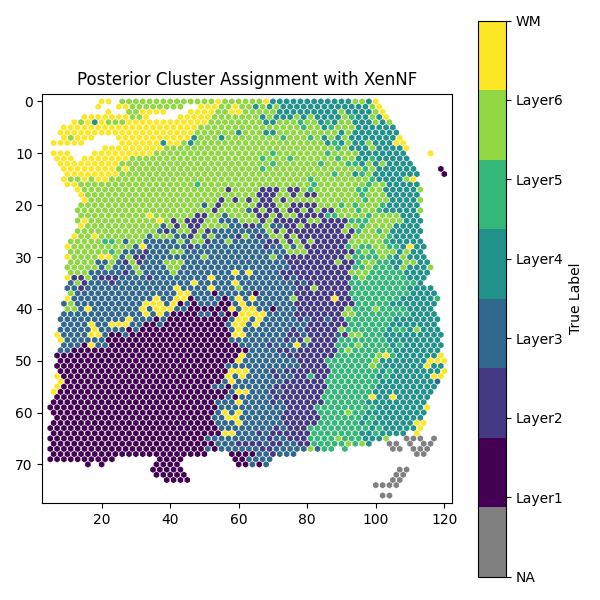 Posterior Cluster Assignment with XenNF
0
10
20
30
40
50
60
70
20
40
60
80
100
120
WM
Layer6
Layer5
Layer4
Layer3
Layer2
Layer1
NA
True Label